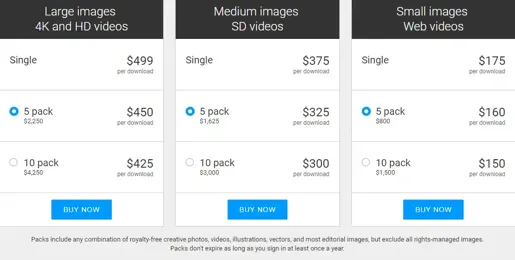 Large images
4K and HD videos
Single
$499
per download
5 pack
$2,250
$450
per download
10 pack
$4,250
$425
per download
BUY NOW
Medium images
SD videos
Single
$375
per download
5 pack
$1,625
$325
per download
10 pack
$3,000
$300
per download
BUY NOW
Small images
Web videos
Single
$175
per download
5 pack
$800
$160
per download
10 pack
$1,500
$150
per download
BUY NOW
Packs include any combination of royalty-free creative photos, videos, illustrations, vectors, and most editorial images, but exclude all rights-managed images.
Packs don't expire as long as you sign in at least once a year.